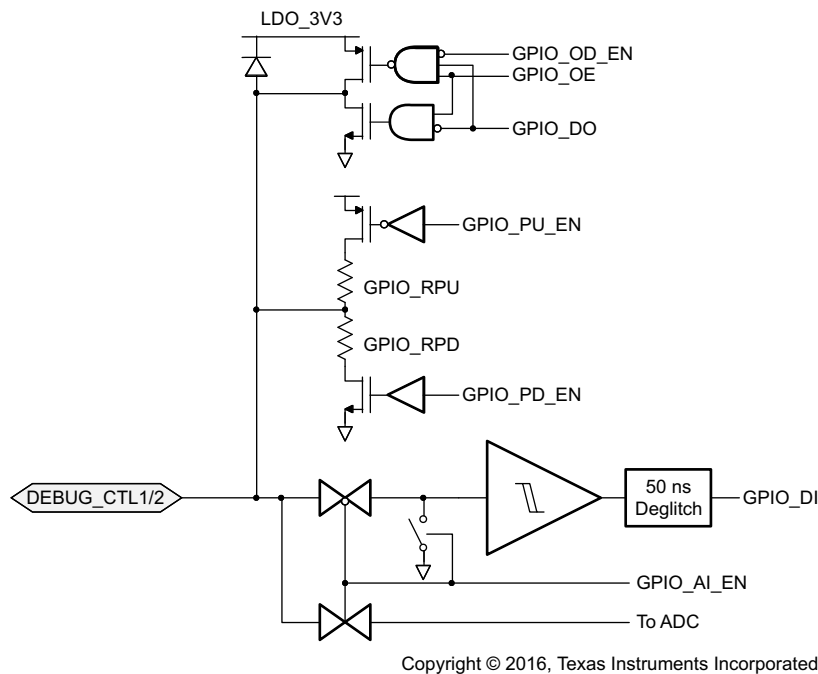 LDO_3V3
GPIO_OD_EN
GPIO_OE
GPIO_DO
GPIO_PU_EN
GPIO_RPU
GPIO_RPD
GPIO_PD_EN
DEBUG_CTL1/2
50 ns
Deglitch
GPIO_DI
GPIO_AI_EN
To ADC
Copyright © 2016, Texas Instruments Incorporated